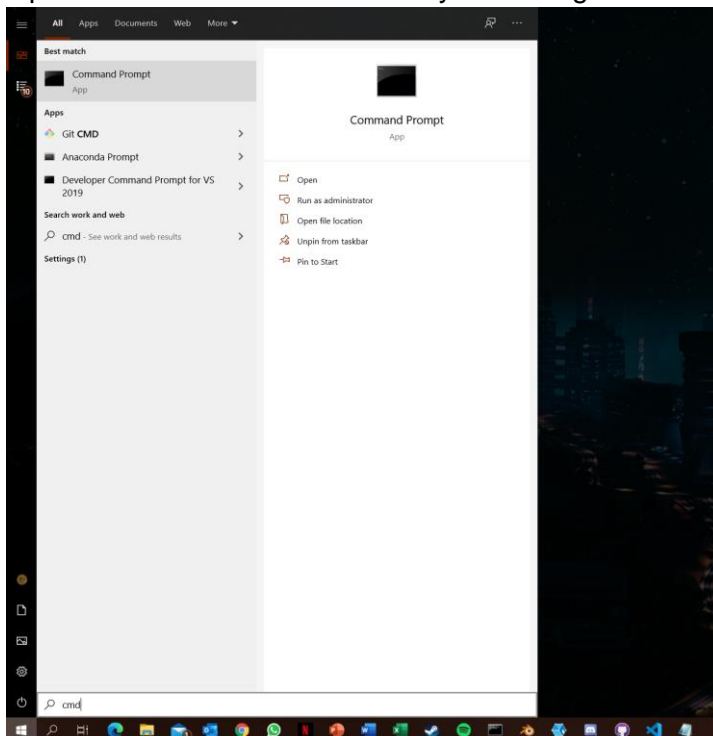 All Apps Documents Web More
Best match
Command Prompt
App
Apps
Git CMD
Anaconda Prompt
Developer Command Prompt for VS
2019
Search work and web
cmd - See work and web results
Settings (1)
Command Prompt
App
Open
Run as administrator
Open file location
Unpin from taskbar
Pin to Start
10
cmd